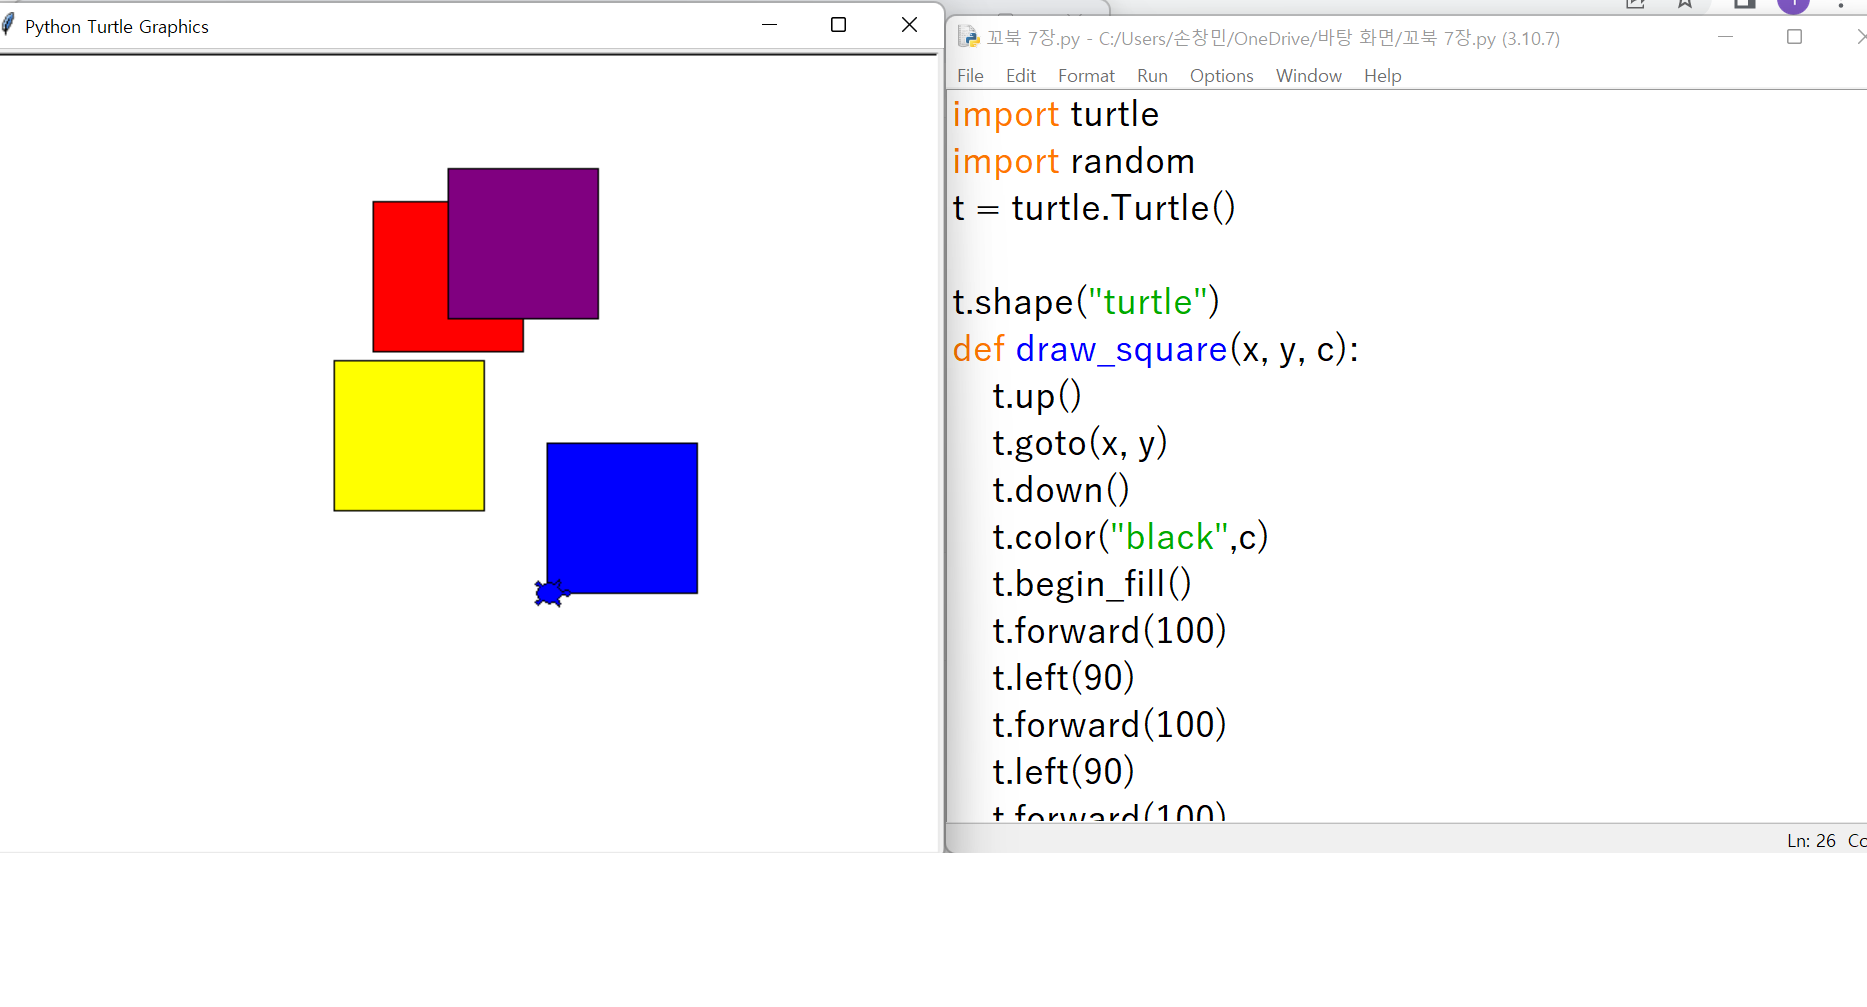 Python Turtle Graphics
꼬북 7장.py - C:/Users/손창민/OneDrive/바탕 화면/꼬북 7장.py (3.10.7)
File Edit Format Run Options Window Help
import turtle
import random
t = turtle.Turtle()
t.shape("turtle")
def draw_square(x, y, c):
t.up()
t.goto(x, y)
t.down()
t.color("black",c)
t.begin_fill()
t.forward(100)
t.left(90)
t.forward(100)
t.left(90)
t.forward(100)
Ln: 26 Co